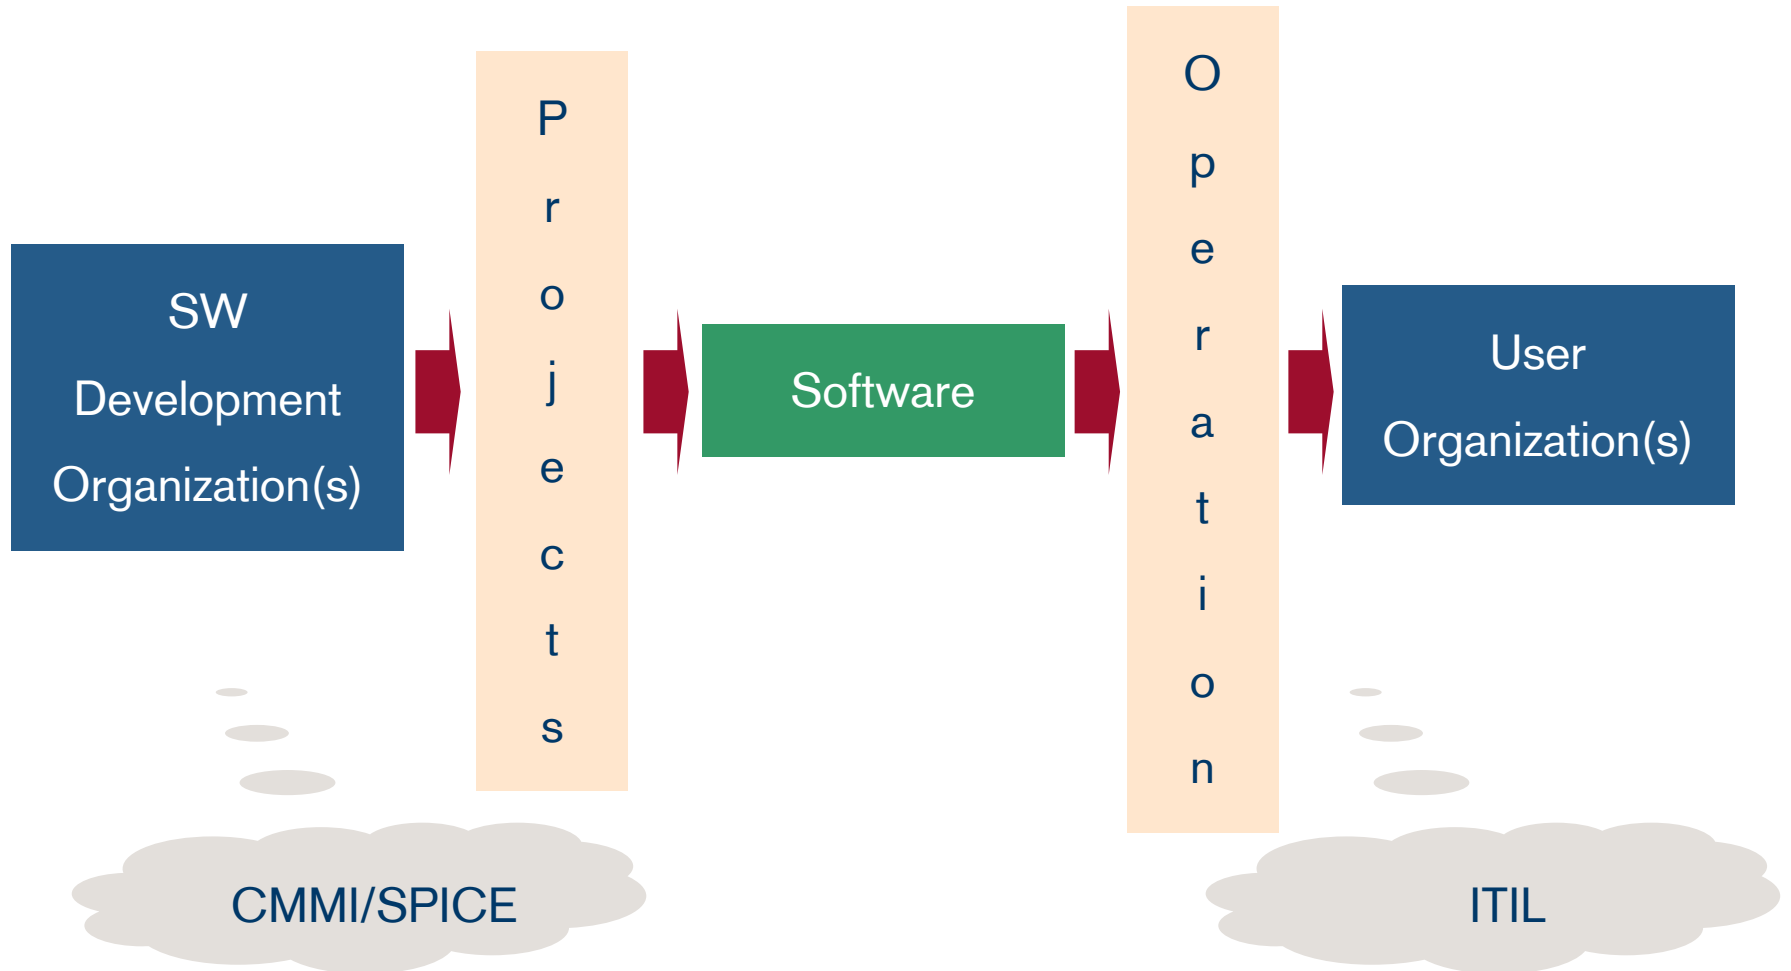 SW
Development
Organization(s)
P
r
o
j
e
c
t
s
Software
O
p
e
r
a
t
i
o
n
User
Organization(s)
CMMI/SPICE
ITIL